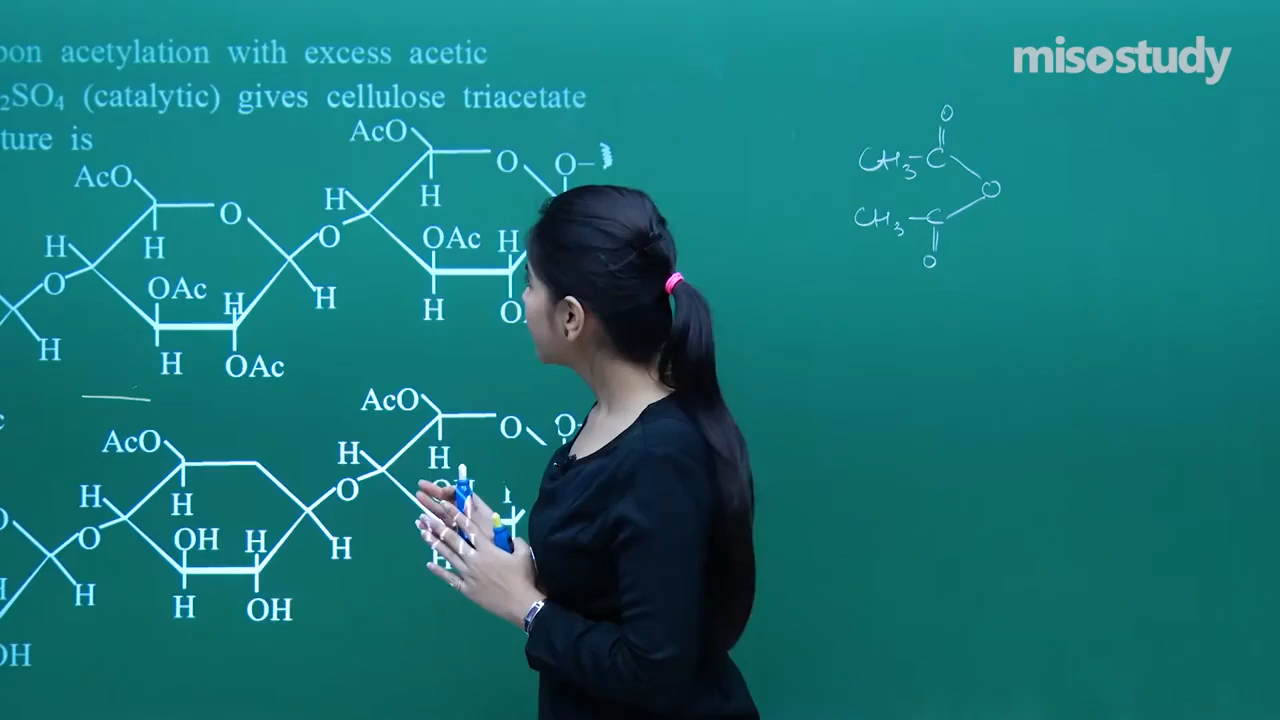 misostudy
pon acetylation with excess acetic
₂SO₄ (catalytic) gives cellulose triacetate
ture is
AcO O O
H H
AcO O O OAc H
H H H O
O OAc H H
H H OAc
AcO O O
AcO H H O
H H
O O OH H H
H H OH
OH
O
CH₃-C
O
CH₃-C
O